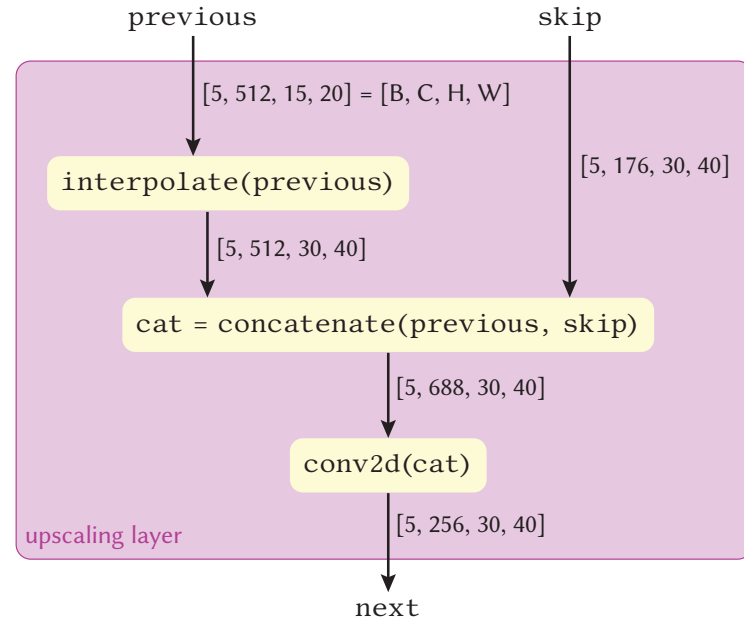 previous
skip
[5, 512, 15, 20] = [B, C, H, W]
[5, 176, 30, 40]
interpolate(previous)
[5, 512, 30, 40]
cat = concatenate(previous, skip)
[5, 688, 30, 40]
conv2d(cat)
[5, 256, 30, 40]
upscaling layer
next